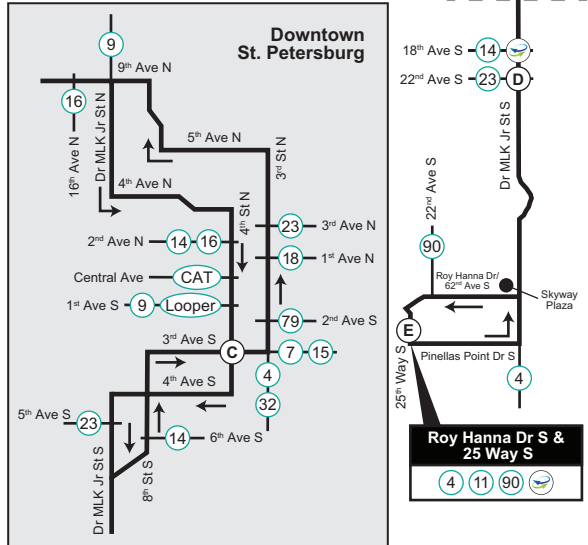 Downtown
St. Petersburg
9
9th Ave N
16
16th Ave N
Dr MLK Jr St N
5th Ave N
3rd St N
4th Ave N
4th St N
2nd Ave N 14 16
23 3rd Ave N
18 1st Ave N
Central Ave CAT
1st Ave S 9 Looper
79 2nd Ave S
3rd Ave S
C
7 15
4
32
4th Ave S
5th Ave S
23
14 6th Ave S
8th St S
Dr MLK Jr St S
18th Ave S 14
22nd Ave S 23 D
Dr MLK Jr St S
22nd Ave S
90
Roy Hanna Dr/
62nd Ave S
Skyway
Plaza
E
25th Way S
Pinellas Point Dr S
4
Roy Hanna Dr S &
25 Way S
4 11 90